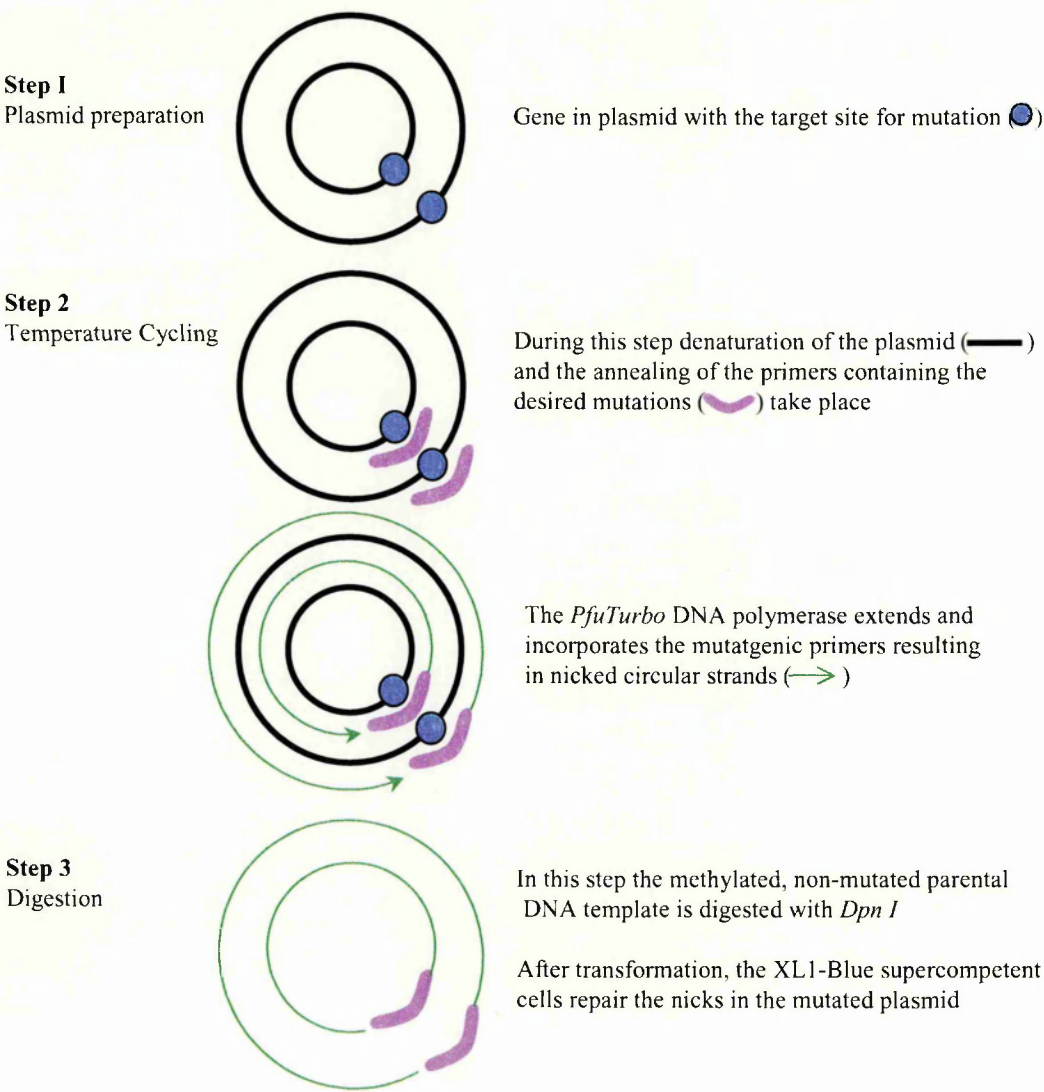 Step I
Plasmid preparation
Gene in plasmid with the target site for mutation ( )
Step 2
Temperature Cycling
During this step denaturation of the plasmid ( )
and the annealing of the primers containing the
desired mutations ( ) take place
The PfuTurbo DNA polymerase extends and
incorporates the mutatgenic primers resulting
in nicked circular strands ( )
Step 3
Digestion
In this step the methylated, non-mutated parental
DNA template is digested with Dpn I
After transformation, the XL1-Blue supercompetent
cells repair the nicks in the mutated plasmid